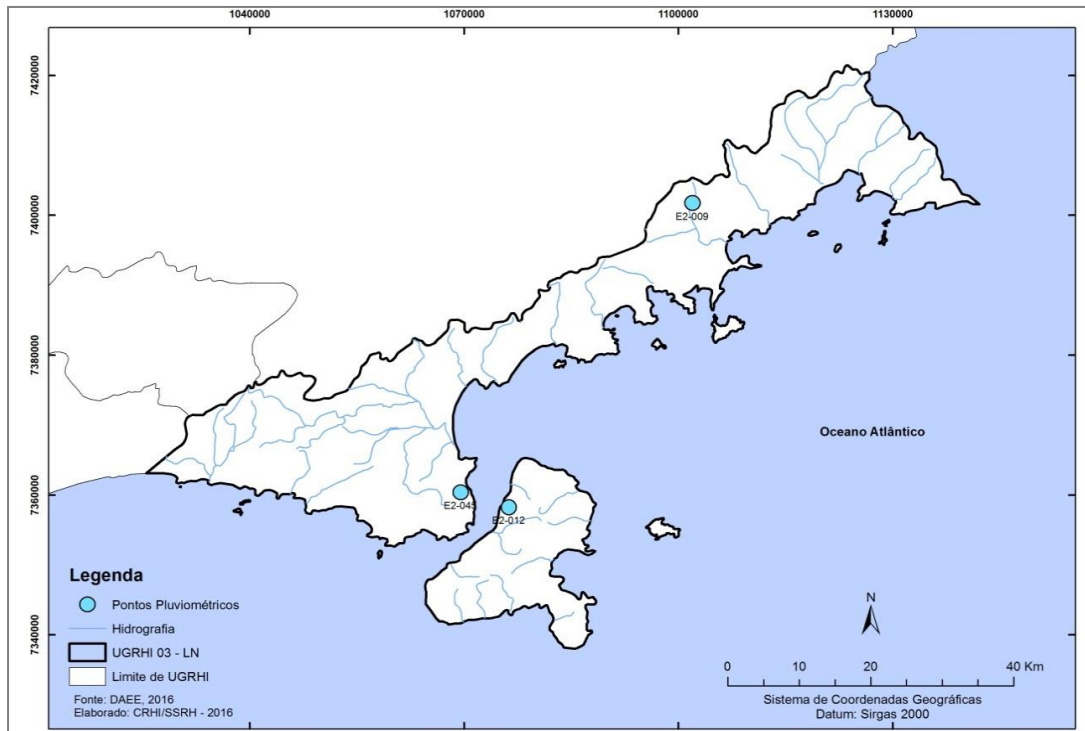 1040000
1070000
1100000
1130000
7420000
7400000
7380000
7360000
7340000
E2-009
Oceano Atlântico
E2-045
E2-012
Legenda
Pontos Pluviométricos
Hidrografia
UGRHI 03 - LN
Limite de UGRHI
Fonte: DAEE, 2016
Elaborado: CRHI/SSRH - 2016
N
0 10 20 40 Km
Sistema de Coordenadas Geográficas
Datum: Sirgas 2000